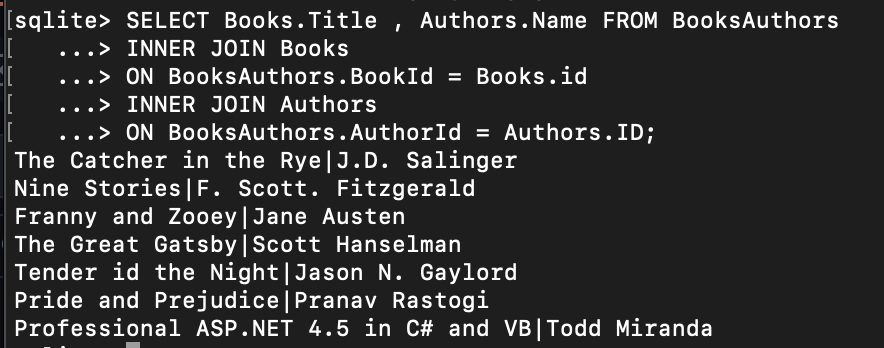 [sqlite> SELECT Books.Title , Authors.Name FROM BooksAuthors
[   ...> INNER JOIN Books
[   ...> ON BooksAuthors.BookId = Books.id
[   ...> INNER JOIN Authors
[   ...> ON BooksAuthors.AuthorId = Authors.ID;
The Catcher in the Rye|J.D. Salinger
Nine Stories|F. Scott. Fitzgerald
Franny and Zooey|Jane Austen
The Great Gatsby|Scott Hanselman
Tender id the Night|Jason N. Gaylord
Pride and Prejudice|Pranav Rastogi
Professional ASP.NET 4.5 in C# and VB|Todd Miranda